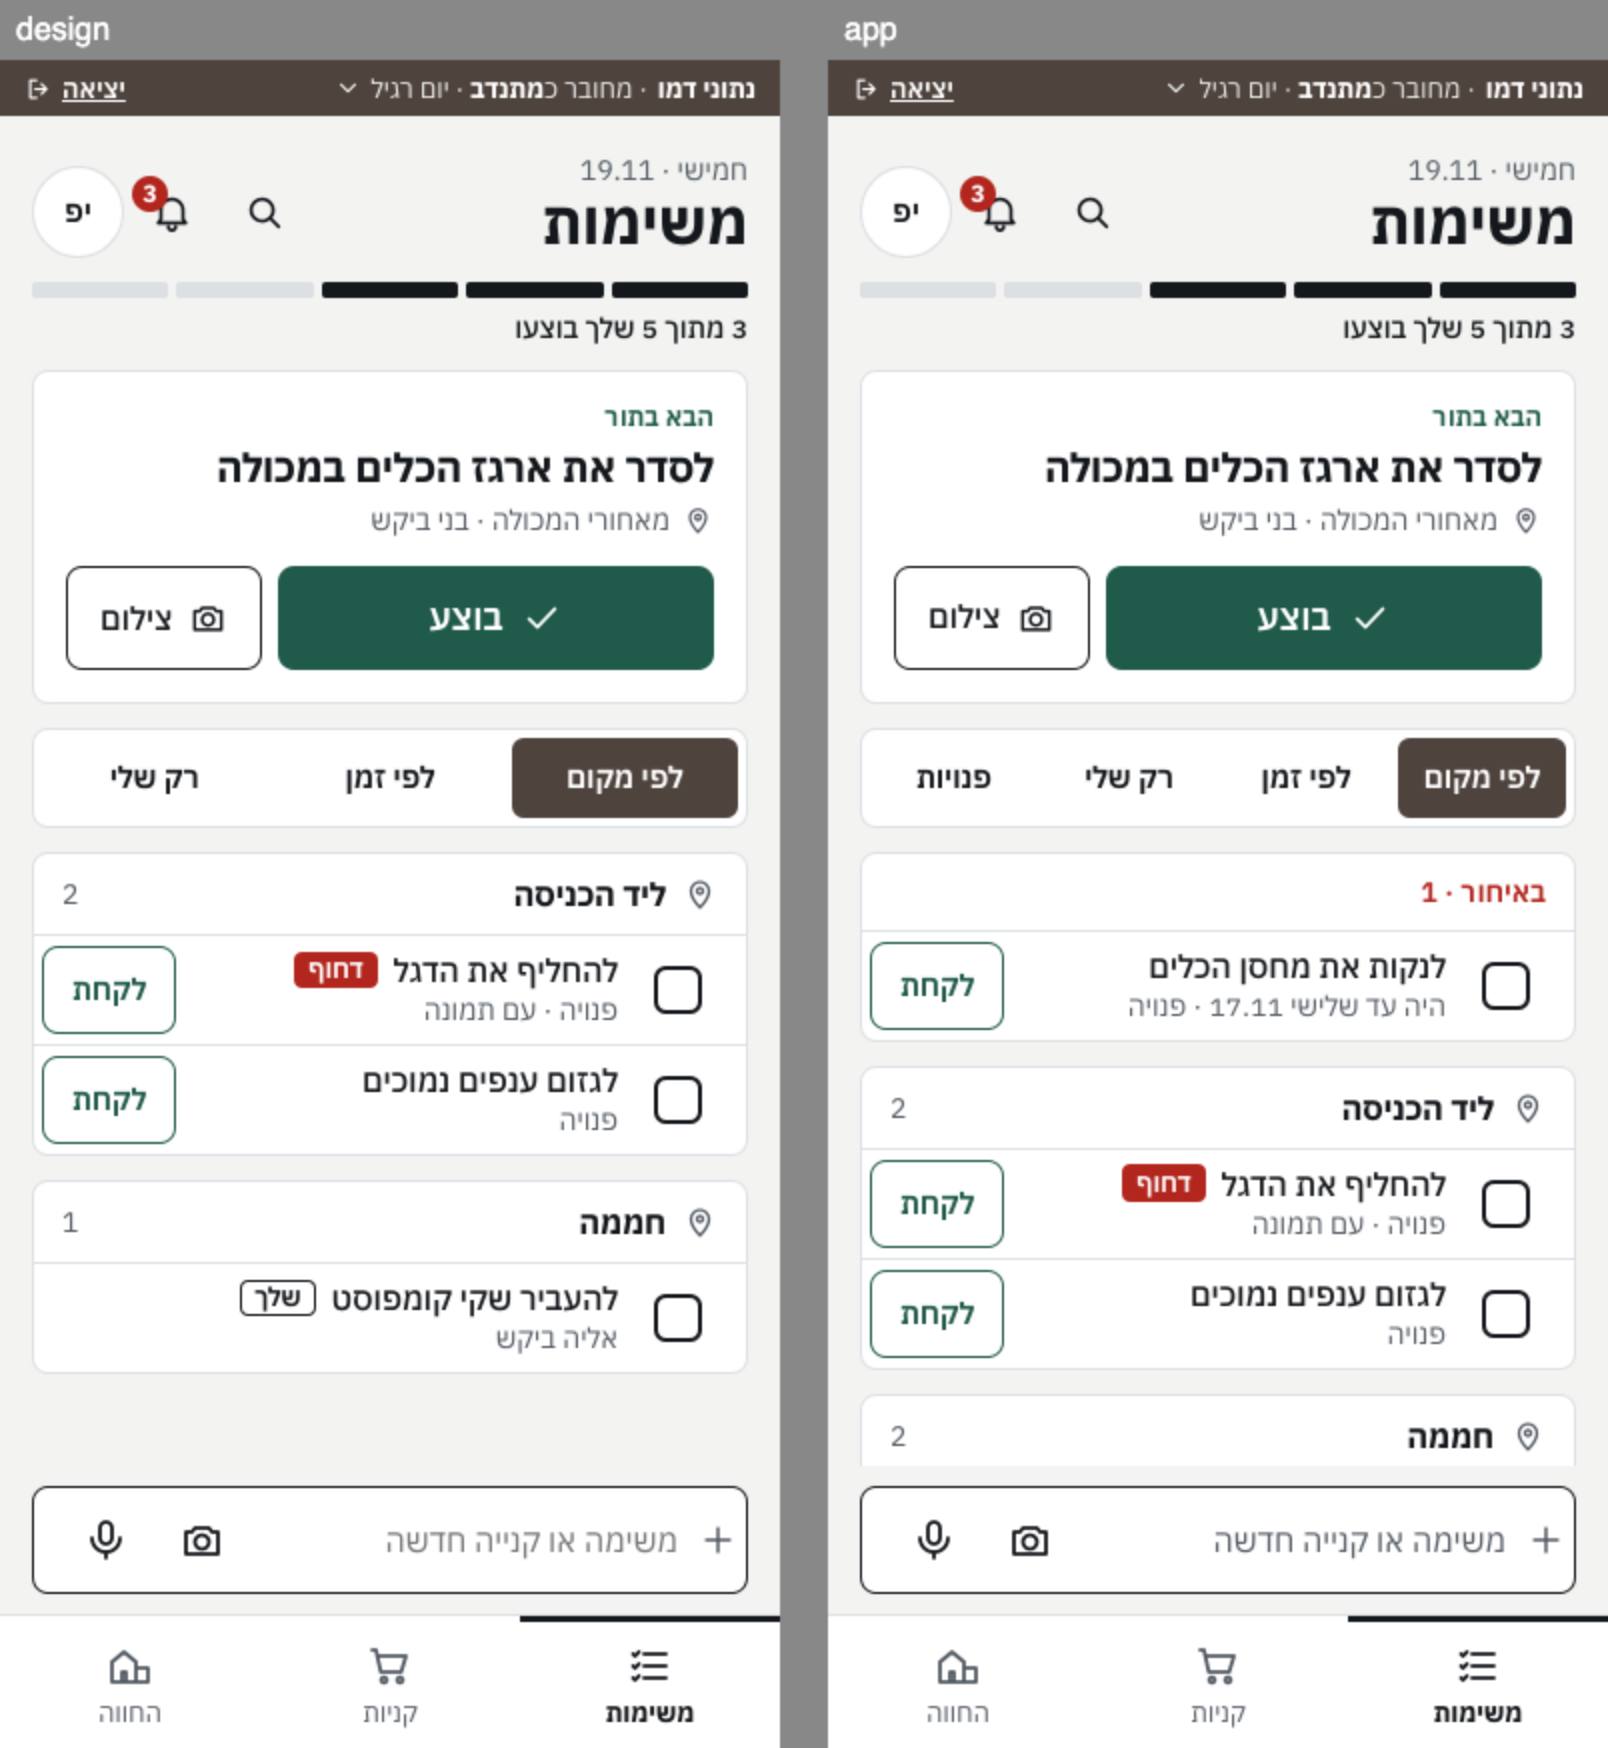 design
נתוני דמו · מחובר כמתנדב · יום רגיל
יציאה
חמישי · 19.11
משימות
3
יפ
3 מתוך 5 שלך בוצעו
הבא בתור
לסדר את ארגז הכלים במכולה
מאחורי המכולה · בני ביקש
בוצע
צילום
לפי מקום
לפי זמן
רק שלי
ליד הכניסה
2
להחליף את הדגל דחוף
פנויה · עם תמונה
לקחת
לגזום ענפים נמוכים
פנויה
לקחת
חממה
1
להעביר שקי קומפוסט שלך
אליה ביקש
משימה או קנייה חדשה
משימות
קניות
החווה
app
נתוני דמו · מחובר כמתנדב · יום רגיל
יציאה
חמישי · 19.11
משימות
3
יפ
3 מתוך 5 שלך בוצעו
הבא בתור
לסדר את ארגז הכלים במכולה
מאחורי המכולה · בני ביקש
בוצע
צילום
לפי מקום
לפי זמן
רק שלי
פנויות
באיחור · 1
לנקות את מחסן הכלים
היה עד שלישי 17.11 · פנויה
לקחת
ליד הכניסה
2
להחליף את הדגל דחוף
פנויה · עם תמונה
לקחת
לגזום ענפים נמוכים
פנויה
לקחת
חממה
2
משימה או קנייה חדשה
משימות
קניות
החווה